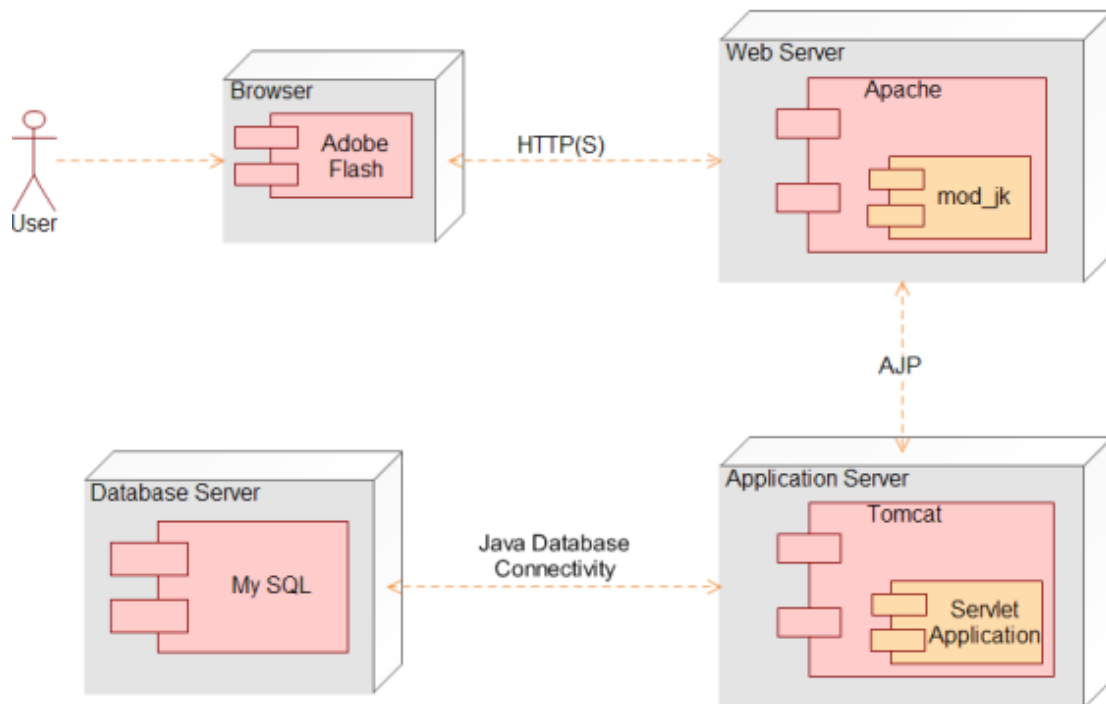 Web Server
Apache
mod_jk
Browser
Adobe
Flash
HTTP(S)
User
AJP
Database Server
My SQL
Java Database
Connectivity
Application Server
Tomcat
Servlet
Application